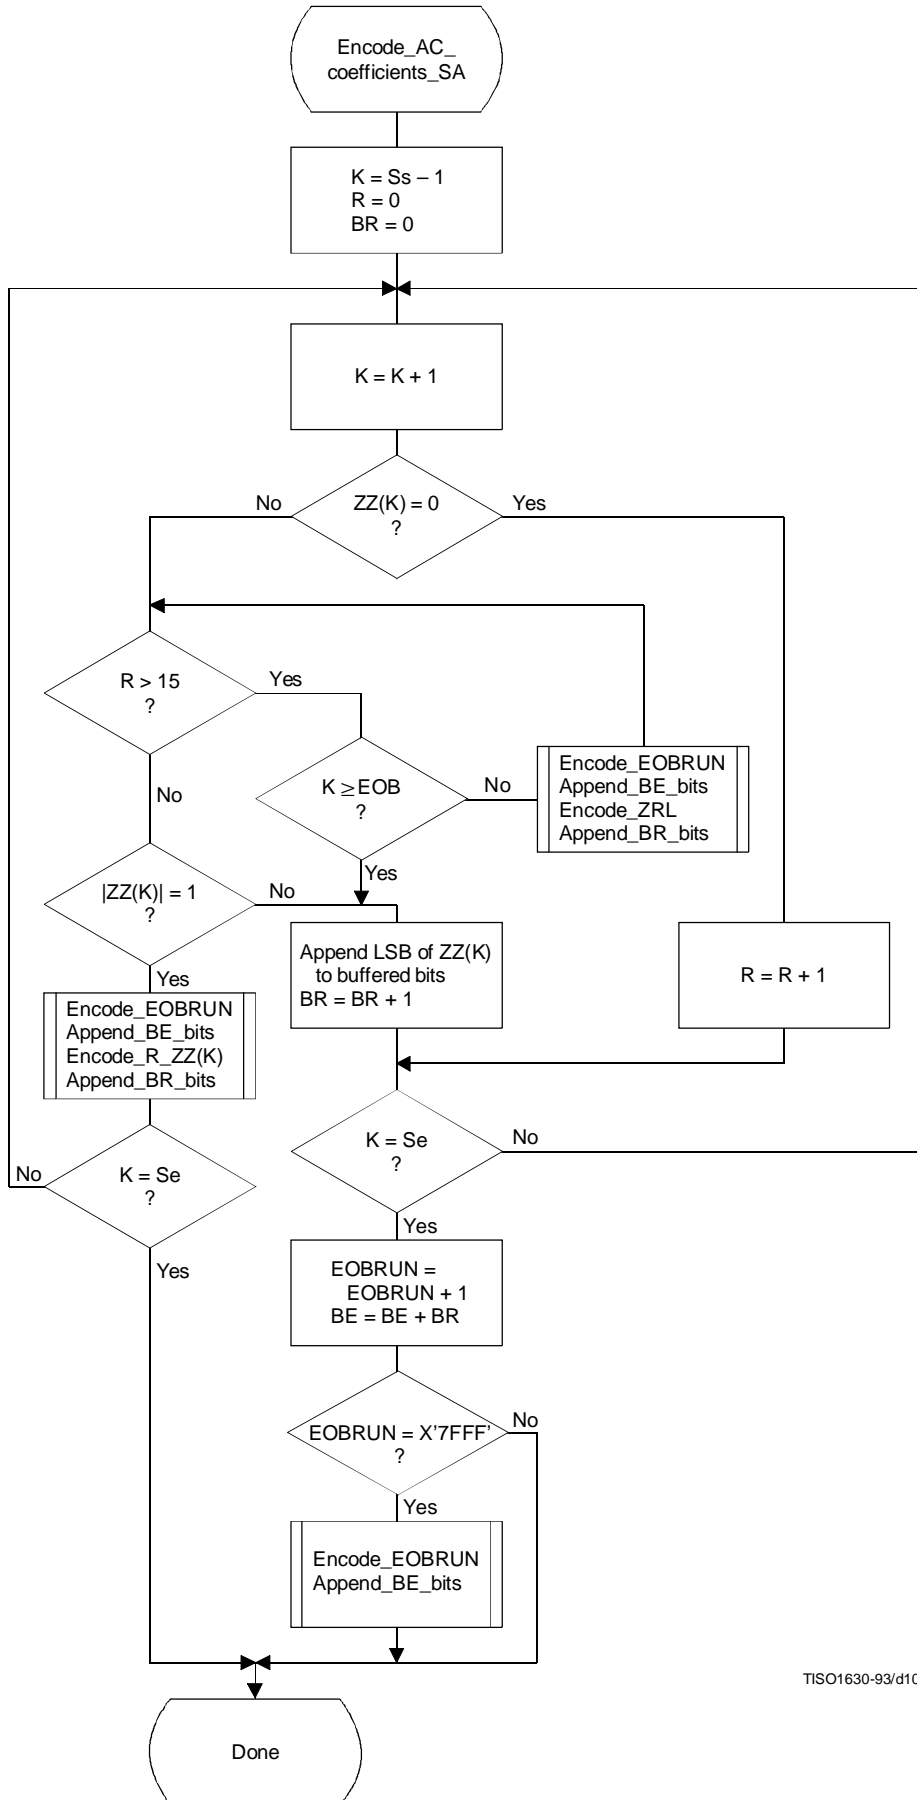 Encode_AC_
coefficients_SA
K = Ss – 1
R = 0
BR = 0
K = K + 1
No
ZZ(K) = 0
?
Yes
R > 15
?
Yes
No
K ≥EOB
?
No
Yes
Encode_EOBRUN
Append_BE_bits
Encode_ZRL
Append_BR_bits
|ZZ(K)| = 1
?
No
Yes
Append LSB of ZZ(K)
to buffered bits
BR = BR + 1
R = R + 1
Encode_EOBRUN
Append_BE_bits
Encode_R_ZZ(K)
Append_BR_bits
No
K = Se
?
Yes
K = Se
?
No
Yes
EOBRUN =
EOBRUN + 1
BE = BE + BR
EOBRUN = X'7FFF'
?
No
Yes
Encode_EOBRUN
Append_BE_bits
TISO1630-93/d10
Done